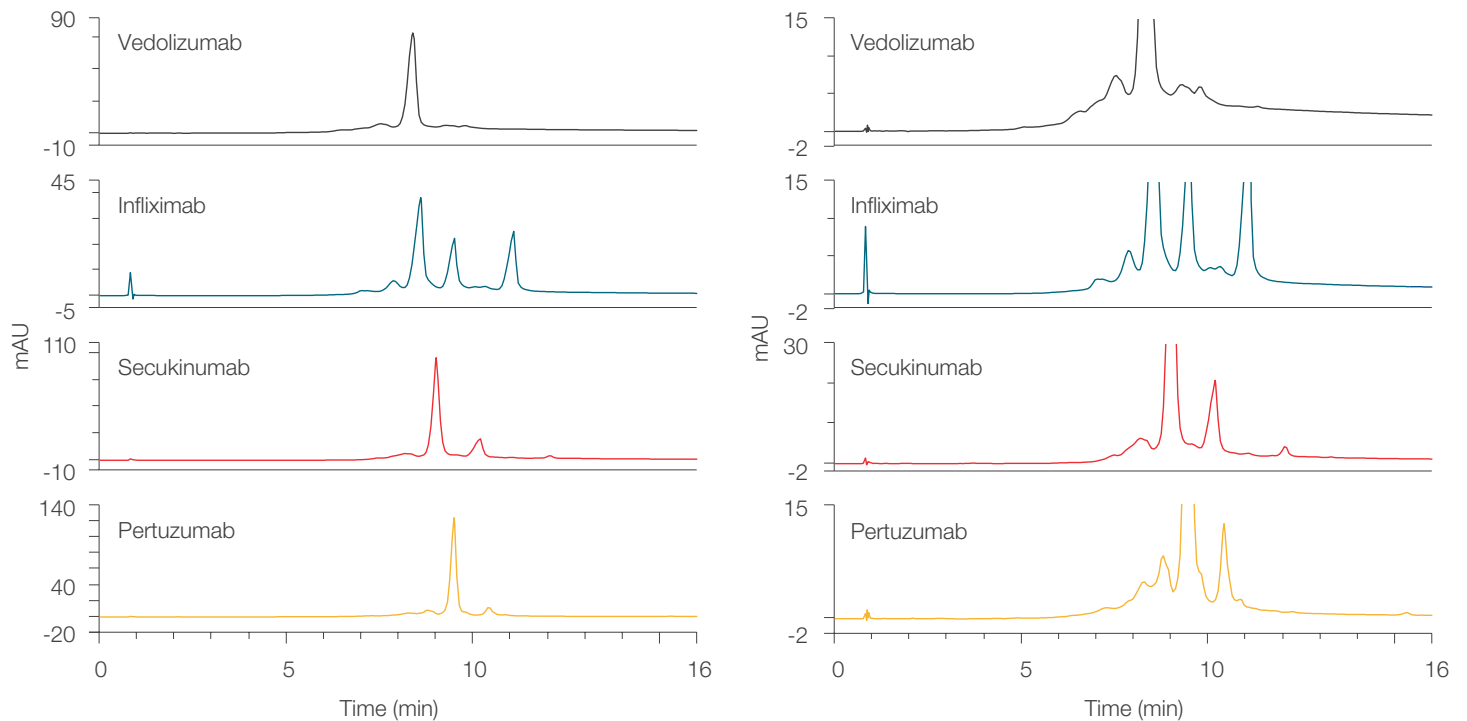 90
Vedolizumab
-10
45
Infliximab
-5
mAU
110
Secukinumab
-10
140
Pertuzumab
40
-20
0 5 10 16
Time (min)
15
Vedolizumab
-2
15
Infliximab
-2
mAU
30
Secukinumab
-2
15
Pertuzumab
-2
0 5 10 16
Time (min)